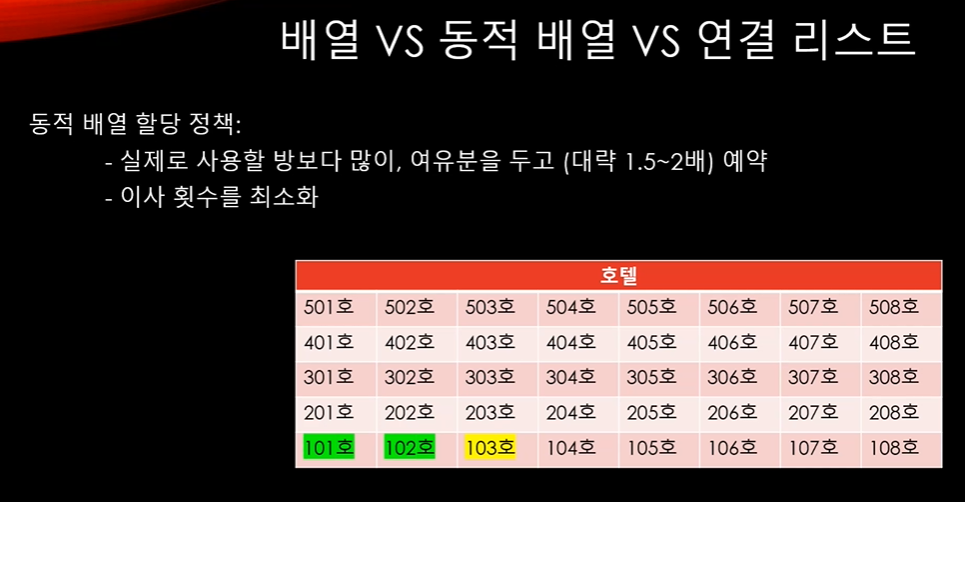 배열 VS 동적 배열 VS 연결 리스트
동적 배열 할당 정책:
- 실제로 사용할 방보다 많이, 여유분을 두고 (대략 1.5~2배) 예약
- 이사 횟수를 최소화
호텔
501호 502호 503호 504호 505호 506호 507호 508호
401호 402호 403호 404호 405호 406호 407호 408호
301호 302호 303호 304호 305호 306호 307호 308호
201호 202호 203호 204호 205호 206호 207호 208호
101호 102호 103호 104호 105호 106호 107호 108호